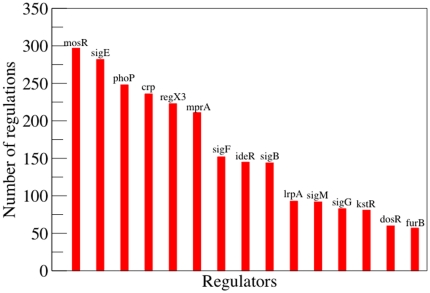 350
300
250
200
150
100
50
0
Number of regulations
mosR
sigE
phoP
crp
regX3
mprA
sigF
ideR
sigB
lrpA
sigM
sigG
kstR
dosR
furB
Regulators